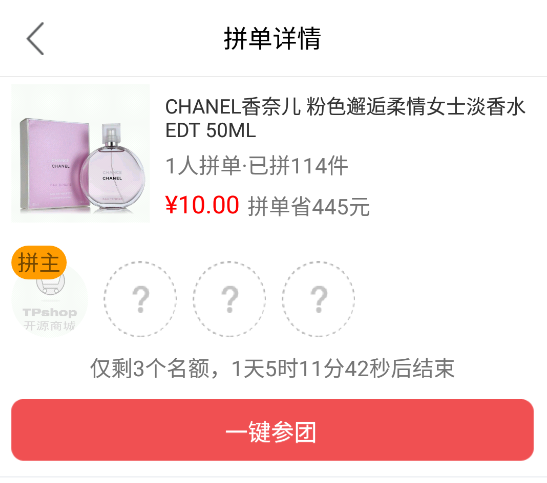 拼单详情
CHANEL香奈儿 粉色邂逅柔情女士淡香水
EDT 50ML
1人拼单·已拼114件
¥10.00 拼单省445元
CHANEL
CHANEL
拼主
TPshop
开源商城
?
?
?
仅剩3个名额，1天5时11分42秒后结束
一键参团